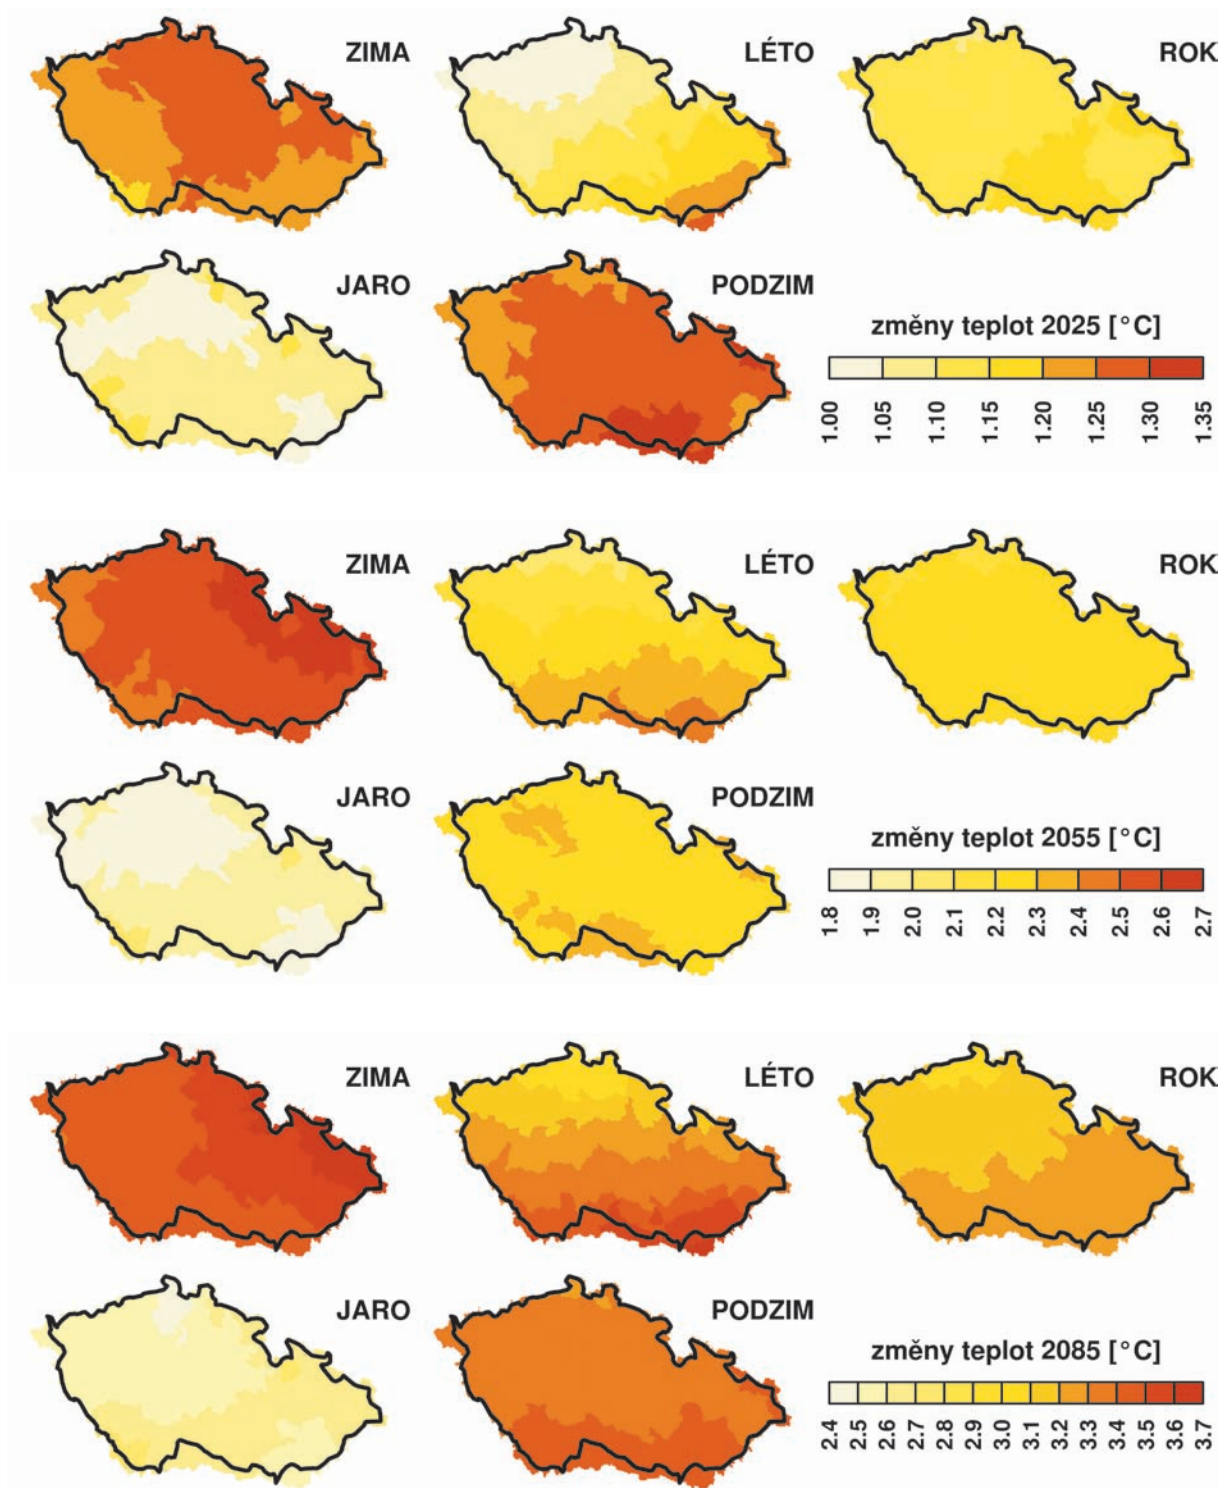 ZIMA
LÉTO
ROK
JARO
PODZIM
změny teplot 2025 [°C]
1.00 1.05 1.10 1.15 1.20 1.25 1.30 1.35
ZIMA
LÉTO
ROK
JARO
PODZIM
změny teplot 2055 [°C]
1.8 1.9 2.0 2.1 2.2 2.3 2.4 2.5 2.6 2.7
ZIMA
LÉTO
ROK
JARO
PODZIM
změny teplot 2085 [°C]
2.4 2.5 2.6 2.7 2.8 2.9 3.0 3.1 3.2 3.3 3.4 3.5 3.6 3.7